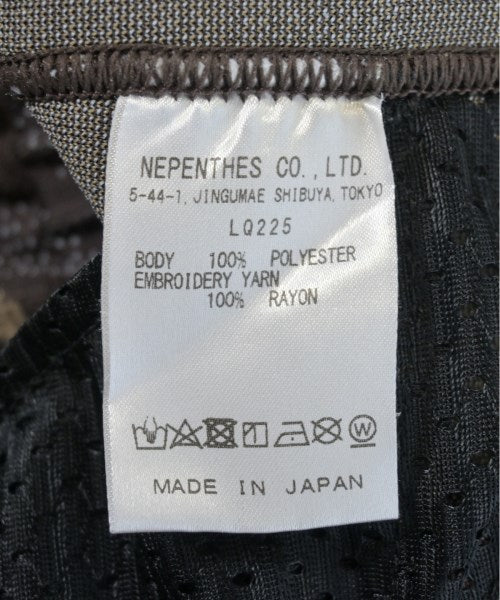 NEPENTHES CO.,LTD.
5-44-1, JINGUMAE SHIBUYA, TOKYO
LQ225
BODY 100% POLYESTER
EMBROIDERY YARN
100% RAYON
W
MADE IN JAPAN